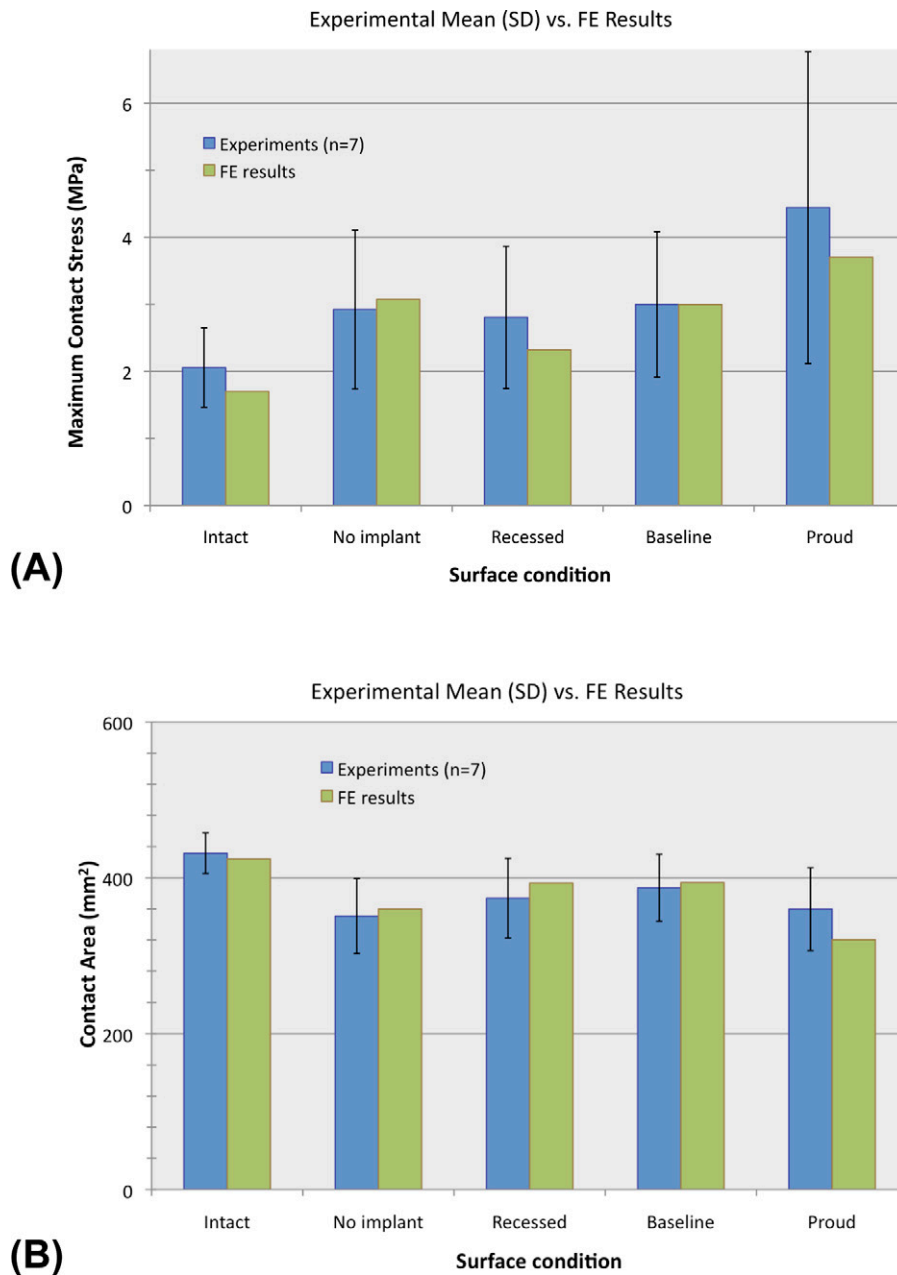 Experimental Mean (SD) vs. FE Results
Maximum Contact Stress (MPa)
6
4
2
0
Experiments (n=7)
FE results
Intact No implant Recessed Baseline Proud
Surface condition
(A)
Experimental Mean (SD) vs. FE Results
Contact Area (mm²)
600
400
200
0
Experiments (n=7)
FE results
Intact No implant Recessed Baseline Proud
Surface condition
(B)